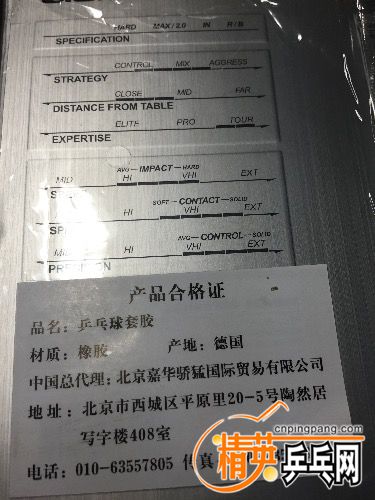 HARD MAX/2.0 IN R/B
SPECIFICATION
CONTROL MIX AGGRESS
STRATEGY
CLOSE MID FAR
DISTANCE FROM TABLE
ELITE PRO TOUR
EXPERTISE
AVG IMPACT HARD
MID HI VHI EXT
SOFT CONTACT SOLID
MID HI VHI EXT
SPI
AVG CONTROL SOLID
MID HI VHI EXT
产品合格证
品名：乒乓球套胶
材质：橡胶 产地：德国
中国总代理：北京嘉华骄猛国际贸易有限公司
地址：北京市西城区平原里20-5号陶然居
写字楼408室
电话：010-63557805 传真
cnpingpang.com
精英乒乓网